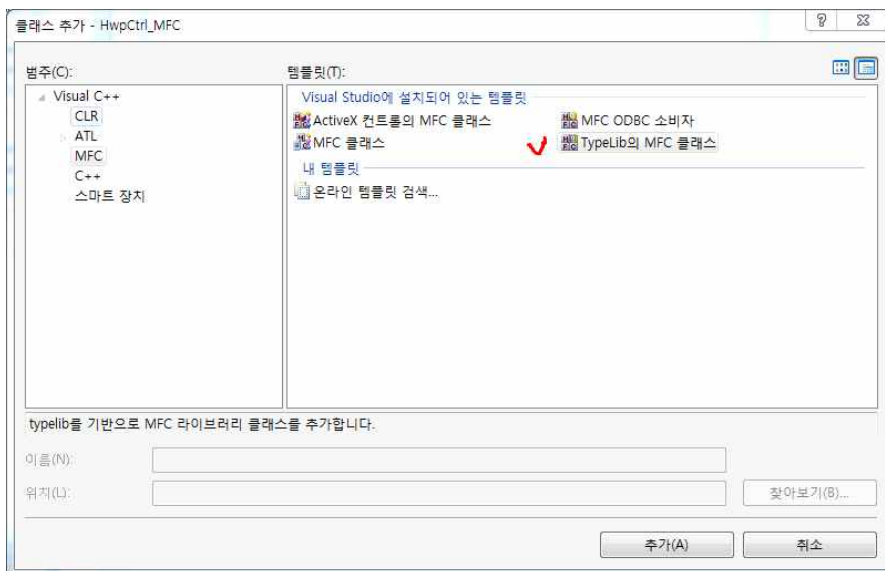 클래스 추가 - HwpCtrl_MFC
범주(C):
템플릿(T):
Visual C++
CLR
ATL
MFC
C++
스마트 장치
Visual Studio에 설치되어 있는 템플릿
ActiveX 컨트롤의 MFC 클래스
MFC ODBC 소비자
MFC 클래스
TypeLib의 MFC 클래스
내 템플릿
온라인 템플릿 검색...
typelib를 기반으로 MFC 라이브러리 클래스를 추가합니다.
이름(N):
위치(L):
찾아보기(B)...
추가(A)
취소